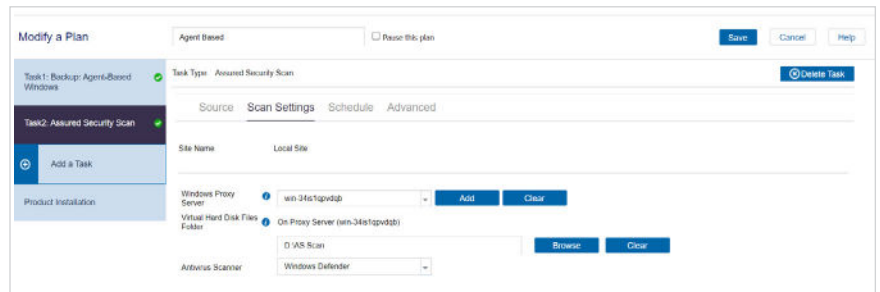 Modify a Plan
Agent Based
Pause this plan
Save
Cancel
Help
Task1: Backup: Agent-Based
Windows
Task Type Assured Security Scan
Delete Task
Source Scan Settings Schedule Advanced
Task2: Assured Security Scan
Site Name Local Site
Add a Task
Product Installation
Windows Proxy
Server
win-34is1qpvdqb
Add
Clear
Virtual Hard Disk Files
Folder
On Proxy Server (win-34is1qpvdqb)
D:\AS Scan
Browse
Clear
Antivirus Scanner
Windows Defender